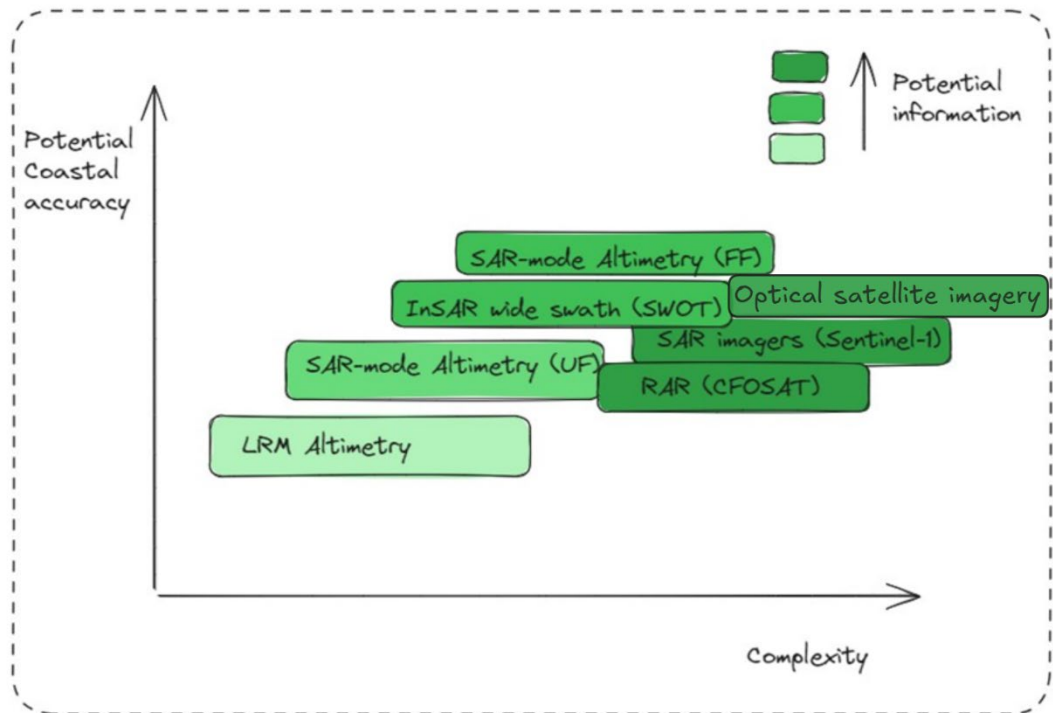 Potential
information
Potential
Coastal
accuracy
SAR-mode Altimetry (FF)
InSAR wide swath (SWOT)
Optical satellite imagery
SAR imagers (Sentinel-1)
SAR-mode Altimetry (UF)
RAR (CFOSAT)
LRM Altimetry
Complexity